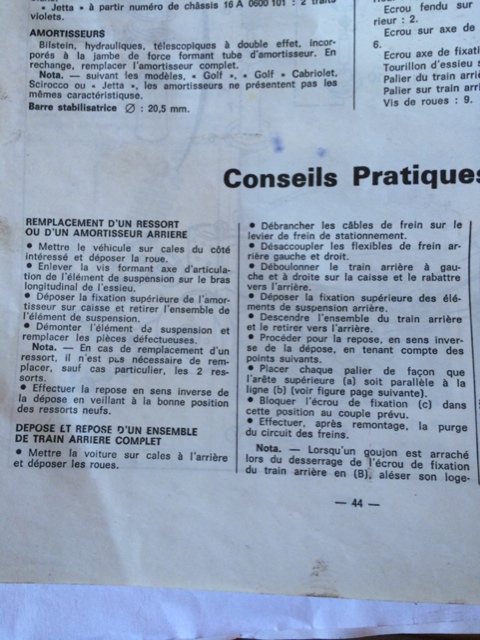 « Jetta » à partir numéro de châssis 16 A 0600 101 : 2 traits
violets.
AMORTISSEURS
Bilstein, hydrauliques, télescopiques à double effet, incor-
porés à la jambe de force formant tube d'amortisseur. En
rechange, remplacer l'amortisseur complet.
Nota. — suivant les modèles, « Golf », « Golf » Cabriolet,
Scirocco ou « Jetta », les amortisseurs ne présentent pas les
mêmes caractéristique.
Barre stabilisatrice ∅ : 20,5 mm.
Ecrou fendu sur
rieur : 2.
Ecrou sur axe de
6.
Ecrou axe de fixati
Tourillon d'essieu s
Palier du train arriè
Palier sur train arri
Vis de roues : 9.
Conseils Pratiques
REMPLACEMENT D'UN RESSORT
OU D'UN AMORTISSEUR ARRIERE
• Mettre le véhicule sur cales du côté
intéressé et déposer la roue.
• Enlever la vis formant axe d'articula-
tion de l'élément de suspension sur le bras
longitudinal de l'essieu.
• Déposer la fixation supérieure de l'amor-
tisseur sur caisse et retirer l'ensemble de
l'élément de suspension.
• Démonter l'élément de suspension et
remplacer les pièces défectueuses.
Nota. — En cas de remplacement d'un
ressort, il n'est pas nécessaire de rem-
placer, sauf cas particulier, les 2 res-
sorts.
• Effectuer la repose en sens inverse de
la dépose en veillant à la bonne position
des ressorts neufs.
DEPOSE ET REPOSE D'UN ENSEMBLE
DE TRAIN ARRIERE COMPLET
• Mettre la voiture sur cales à l'arrière
et déposer les roues.
• Débrancher les câbles de frein sur le
levier de frein de stationnement.
• Désaccoupler les flexibles de frein ar-
rière gauche et droit.
• Déboulonner le train arrière à gau-
che et à droite sur la caisse et le rabattre
vers l'arrière.
• Déposer la fixation supérieure des élé-
ments de suspension arrière.
• Descendre l'ensemble du train arrière
et le retirer vers l'arrière.
• Procéder pour la repose, en sens inver-
se de la dépose, en tenant compte des
points suivants.
• Placer chaque palier de façon que
l'arête supérieure (a) soit parallèle à la
ligne (b) (voir figure page suivante).
• Bloquer l'écrou de fixation (c) dans
cette position au couple prévu.
• Effectuer, après remontage, la purge
du circuit des freins.
Nota. — Lorsqu'un goujon est arraché
lors du desserrage de l'écrou de fixation
du train arrière en (B), aléser son loge-
— 44 —